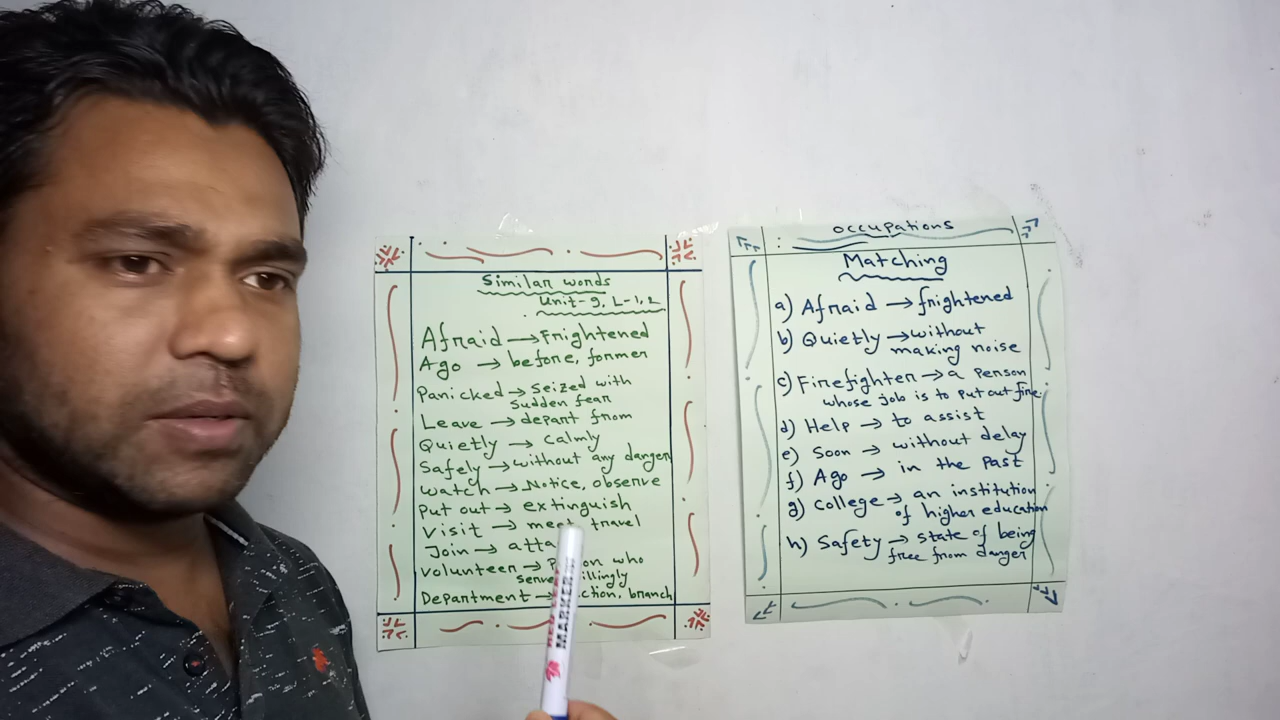 Similar words
Unit-9, L-1,2
Afraid → Frightened
Ago → before, former
Panicked → Seized with
sudden fear
Leave → depart from
Quietly → Calmly
Safely → without any danger
Watch → Notice, observe
Put out → extinguish
Visit → meet, travel
Join →
Volunteer → who
Department → branch
occupations
Matching
a) Afraid → frightened
b) Quietly → without
making noise
c) Firefighter → a person
whose job is to put out fire.
d) Help → to assist
e) Soon → without delay
f) Ago → in the past
g) College → an institution
of higher education
h) Safety → state of being
free from danger
MARKER